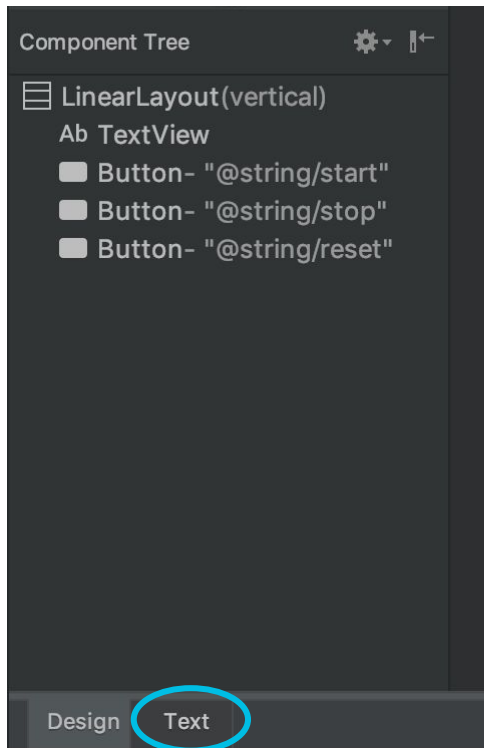 Component Tree
LinearLayout(vertical)
Ab TextView
Button- "@string/start"
Button- "@string/stop"
Button- "@string/reset"
Design Text